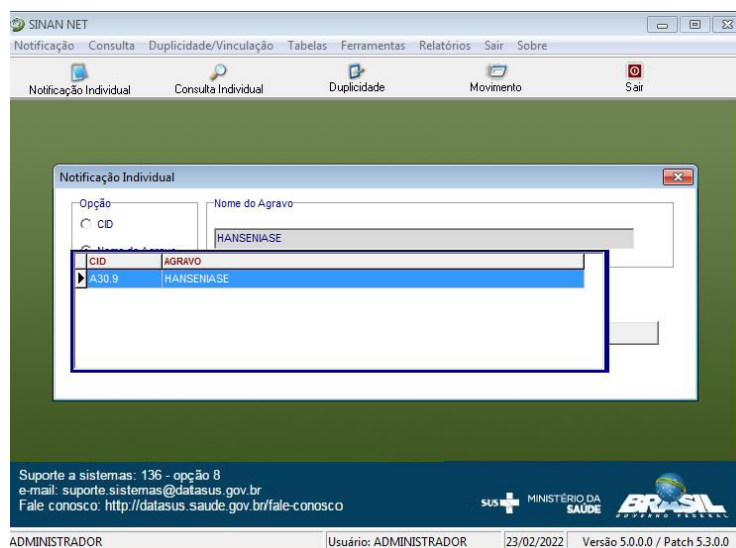 SINAN NET
Notificação Consulta Duplicidade/Vinculação Tabelas Ferramentas Relatórios Sair Sobre
Notificação Individual Consulta Individual Duplicidade Movimento Sair
Notificação Individual
Opção Nome do Agravo
CID
HANSENIASE
CID AGRAVO
A30.9 HANSENIASE
Suporte a sistemas: 136 - opção 8
e-mail: suporte.sistemas@datasus.gov.br
Fale conosco: http://datasus.saude.gov.br/fale-conosco
SUS MINISTÉRIO DA SAÚDE BRASIL
GOVERNO FEDERAL
ADMINISTRADOR Usuário: ADMINISTRADOR 23/02/2022 Versão 5.0.0.0 / Patch 5.3.0.0